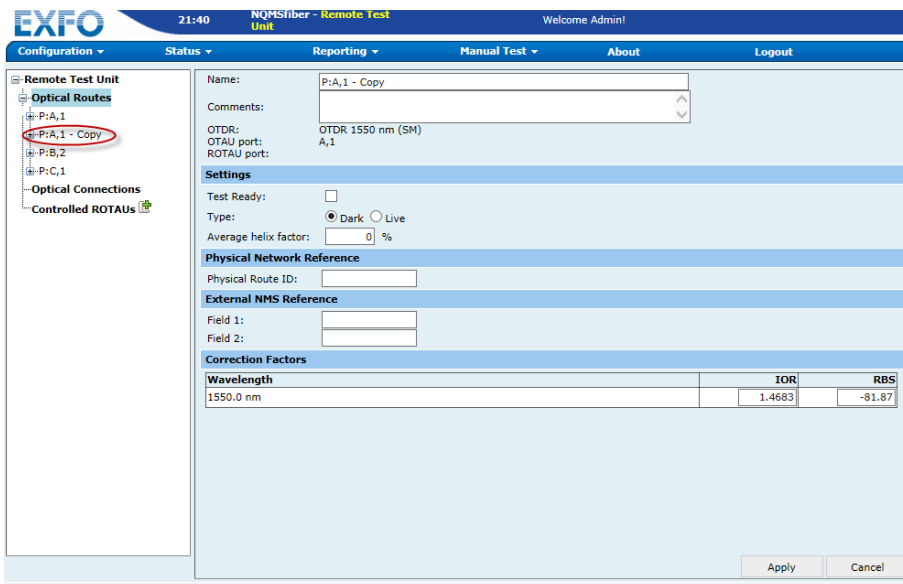 EXFO
21:40
NQMSfiber - Remote Test Unit
Welcome Admin!
Configuration Status Reporting Manual Test About Logout
Remote Test Unit
Optical Routes
P:A,1
P:A,1 - Copy
P:B,2
P:C,1
Optical Connections
Controlled ROTAUs
Name: P:A,1 - Copy
Comments:
OTDR: OTDR 1550 nm (SM)
OTAU port: A,1
ROTAU port:
Settings
Test Ready:
Type: Dark Live
Average helix factor: 0 %
Physical Network Reference
Physical Route ID:
External NMS Reference
Field 1:
Field 2:
Correction Factors
Wavelength IOR RBS
1550.0 nm 1.4683 -81.87
Apply Cancel